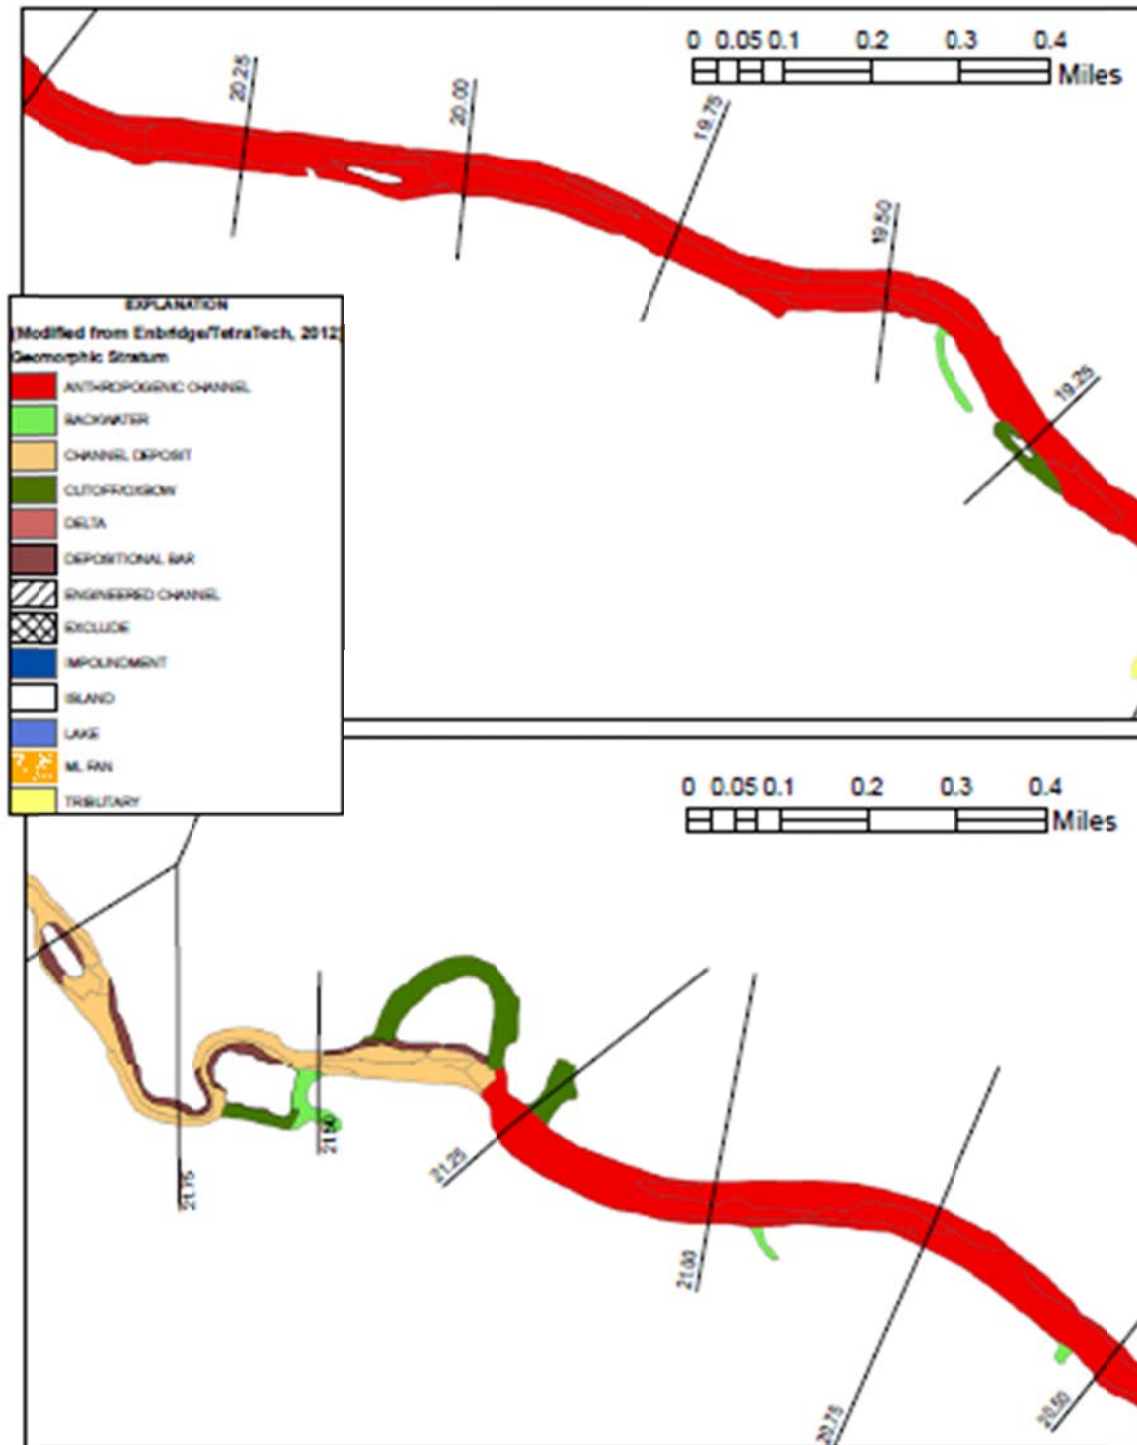 0 0.05 0.1 0.2 0.3 0.4
Miles
20.25
20.00
19.75
19.50
19.25
EXPLANATION
(Modified from Enbridge/TetraTech, 2012)
Geomorphic Stratum
ANTHROPOGENIC CHANNEL
BACKWATER
CHANNEL DEPOSIT
CUTOFF/OXBOW
DELTA
DEPOSITIONAL BAR
ENGINEERED CHANNEL
EXCLUDE
IMPOUNDMENT
ISLAND
LAKE
ML FAN
TRIBUTARY
0 0.05 0.1 0.2 0.3 0.4
Miles
21.75
21.50
21.25
21.00
20.75
20.50